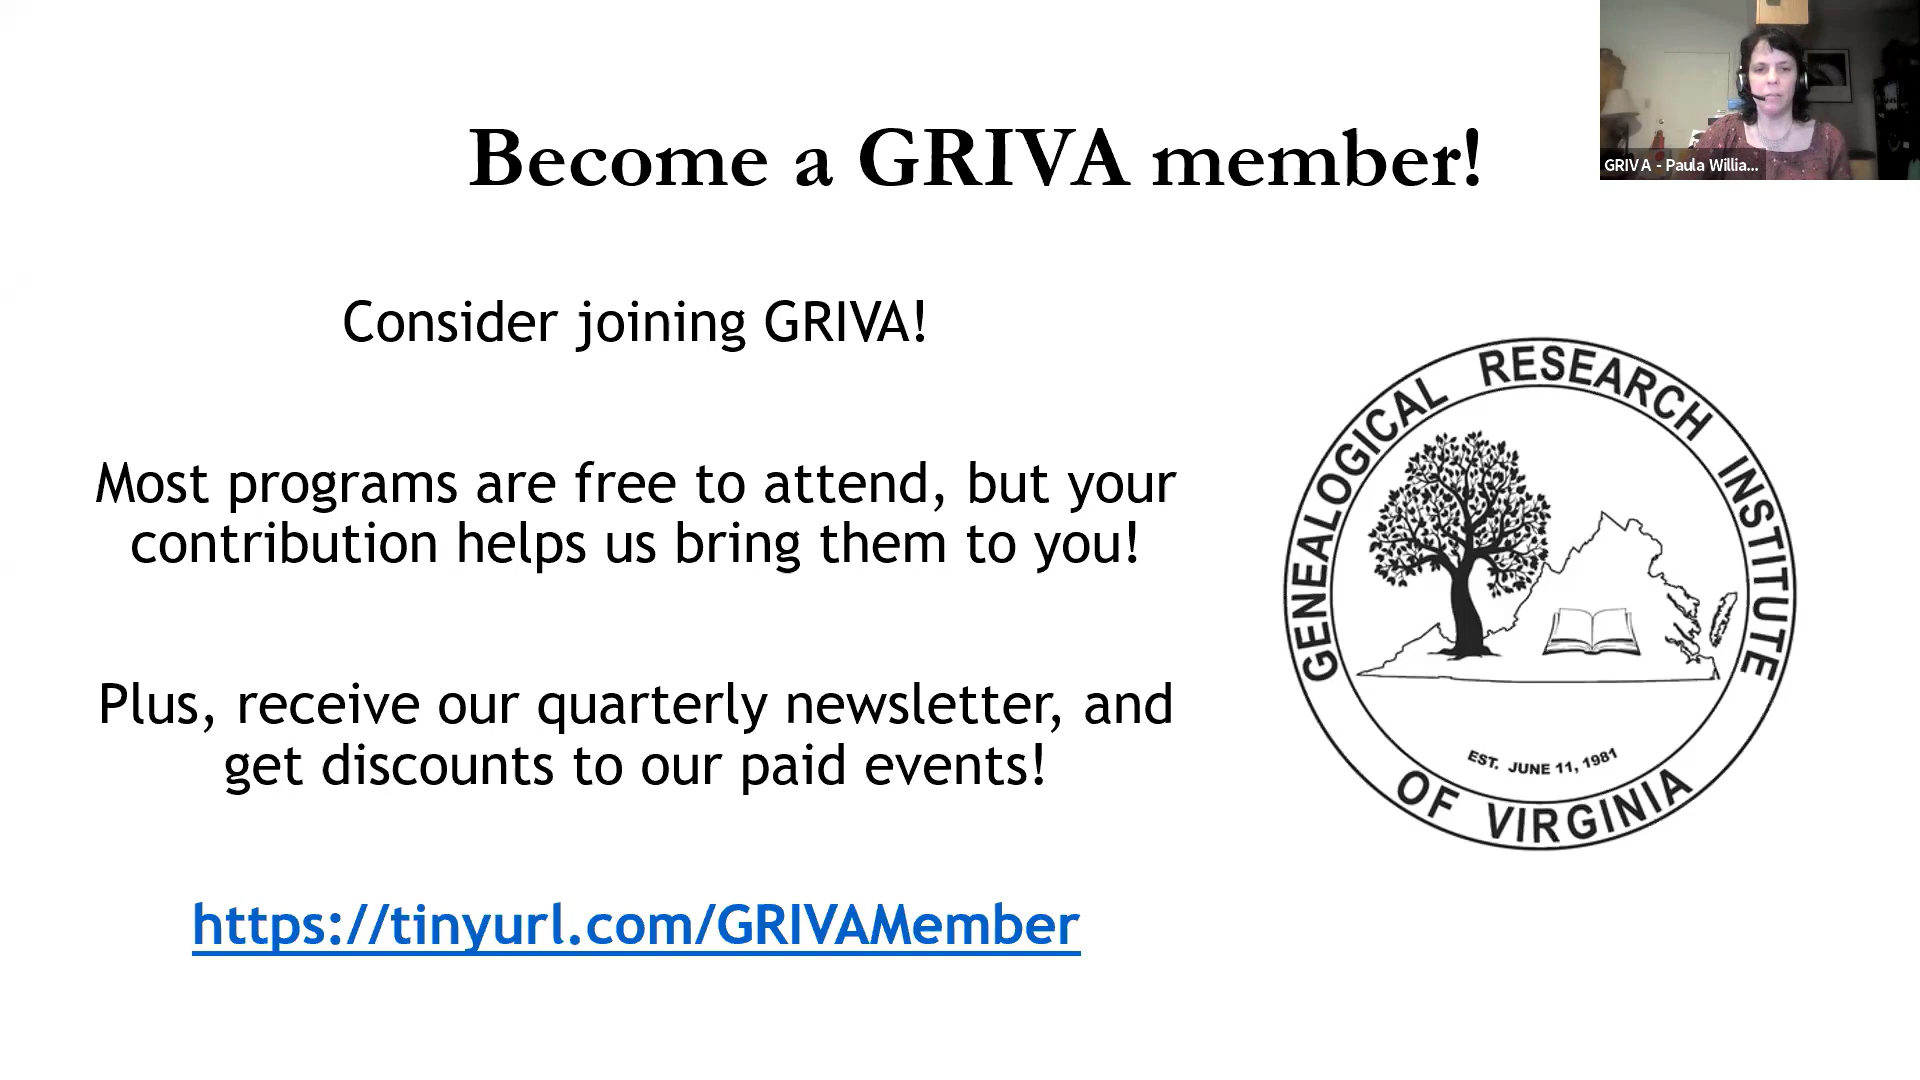 Become a GRIVA member!
GRIVA - Paula Willia...
Consider joining GRIVA!
Most programs are free to attend, but your
contribution helps us bring them to you!
Plus, receive our quarterly newsletter, and
get discounts to our paid events!
https://tinyurl.com/GRIVAMember
GENEALOGICAL RESEARCH INSTITUTE
EST. JUNE 11, 1981
OF VIRGINIA